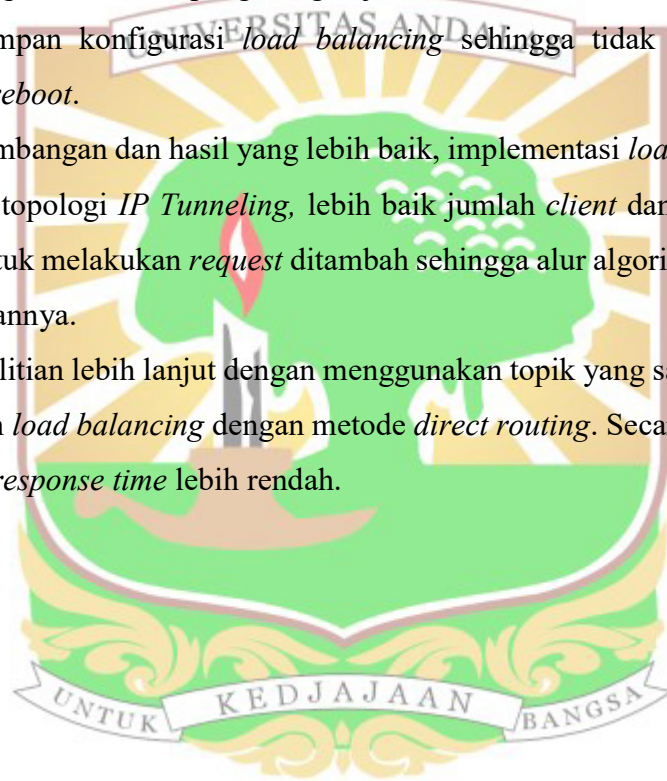 UNIVERSITAS ANDALAS
mpan konfigurasi load balancing sehingga tidak
reboot.
mbangan dan hasil yang lebih baik, implementasi loa
topologi IP Tunneling, lebih baik jumlah client dan
tuk melakukan request ditambah sehingga alur algori
annya.
litian lebih lanjut dengan menggunakan topik yang sa
load balancing dengan metode direct routing. Seca
response time lebih rendah.
UNTUK KEDJAJAAN BANGSA